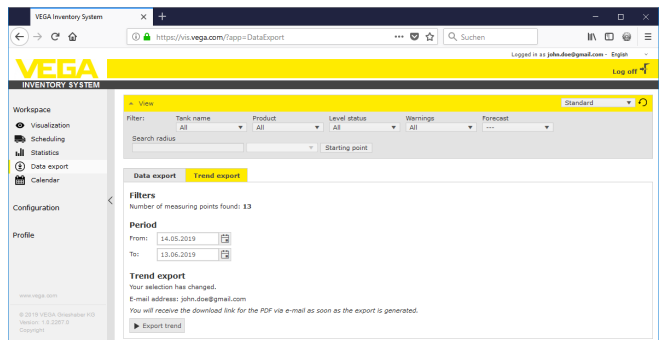 VEGA Inventory System
https://vis.vega.com/?app=DataExport
Suchen
Logged in as john.doe@gmail.com - English
VEGA
INVENTORY SYSTEM
Log off
Workspace
Visualization
Scheduling
Statistics
Data export
Calendar
Configuration
Profile
www.vega.com
© 2019 VEGA Grieshaber KG
Copyright
View
Standard
Filter: Tank name Product Level status Warnings Forecast
All All All All ---
Search radius
Starting point
Data export Trend export
Filters
Number of measuring points found: 13
Period
From: 14.05.2019
To: 13.06.2019
Trend export
Your selection has changed.
E-mail address: john.doe@gmail.com
You will receive the download link for the PDF via e-mail as soon as the export is generated.
Export trend